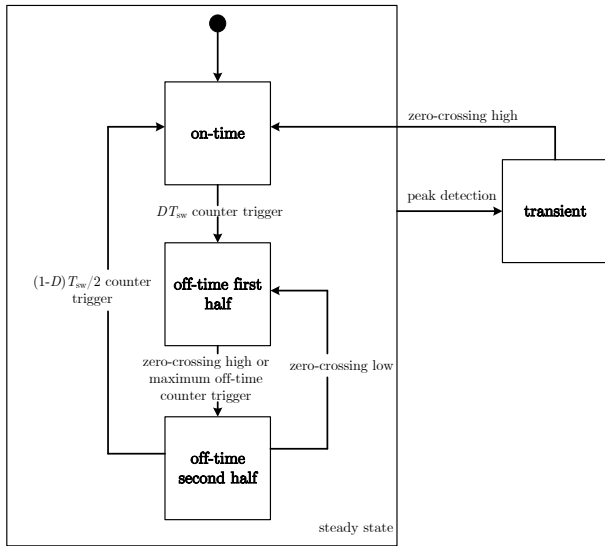 on-time
zero-crossing high
peak detection
transient
DTsw counter trigger
(1-D)Tsw/2 counter
trigger
off-time first
half
zero-crossing high or
maximum off-time
counter trigger
zero-crossing low
off-time
second half
steady state